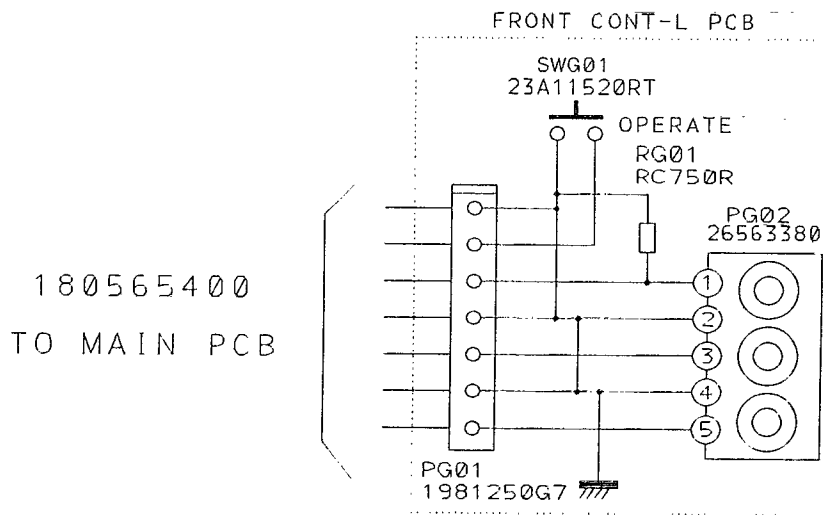 FRONT CONT-L PCB
SWG01
23A11520RT
OPERATE
RG01
RC750R
PG02
26563380
180565400
TO MAIN PCB
1
2
3
4
5
PG01
1981250G7